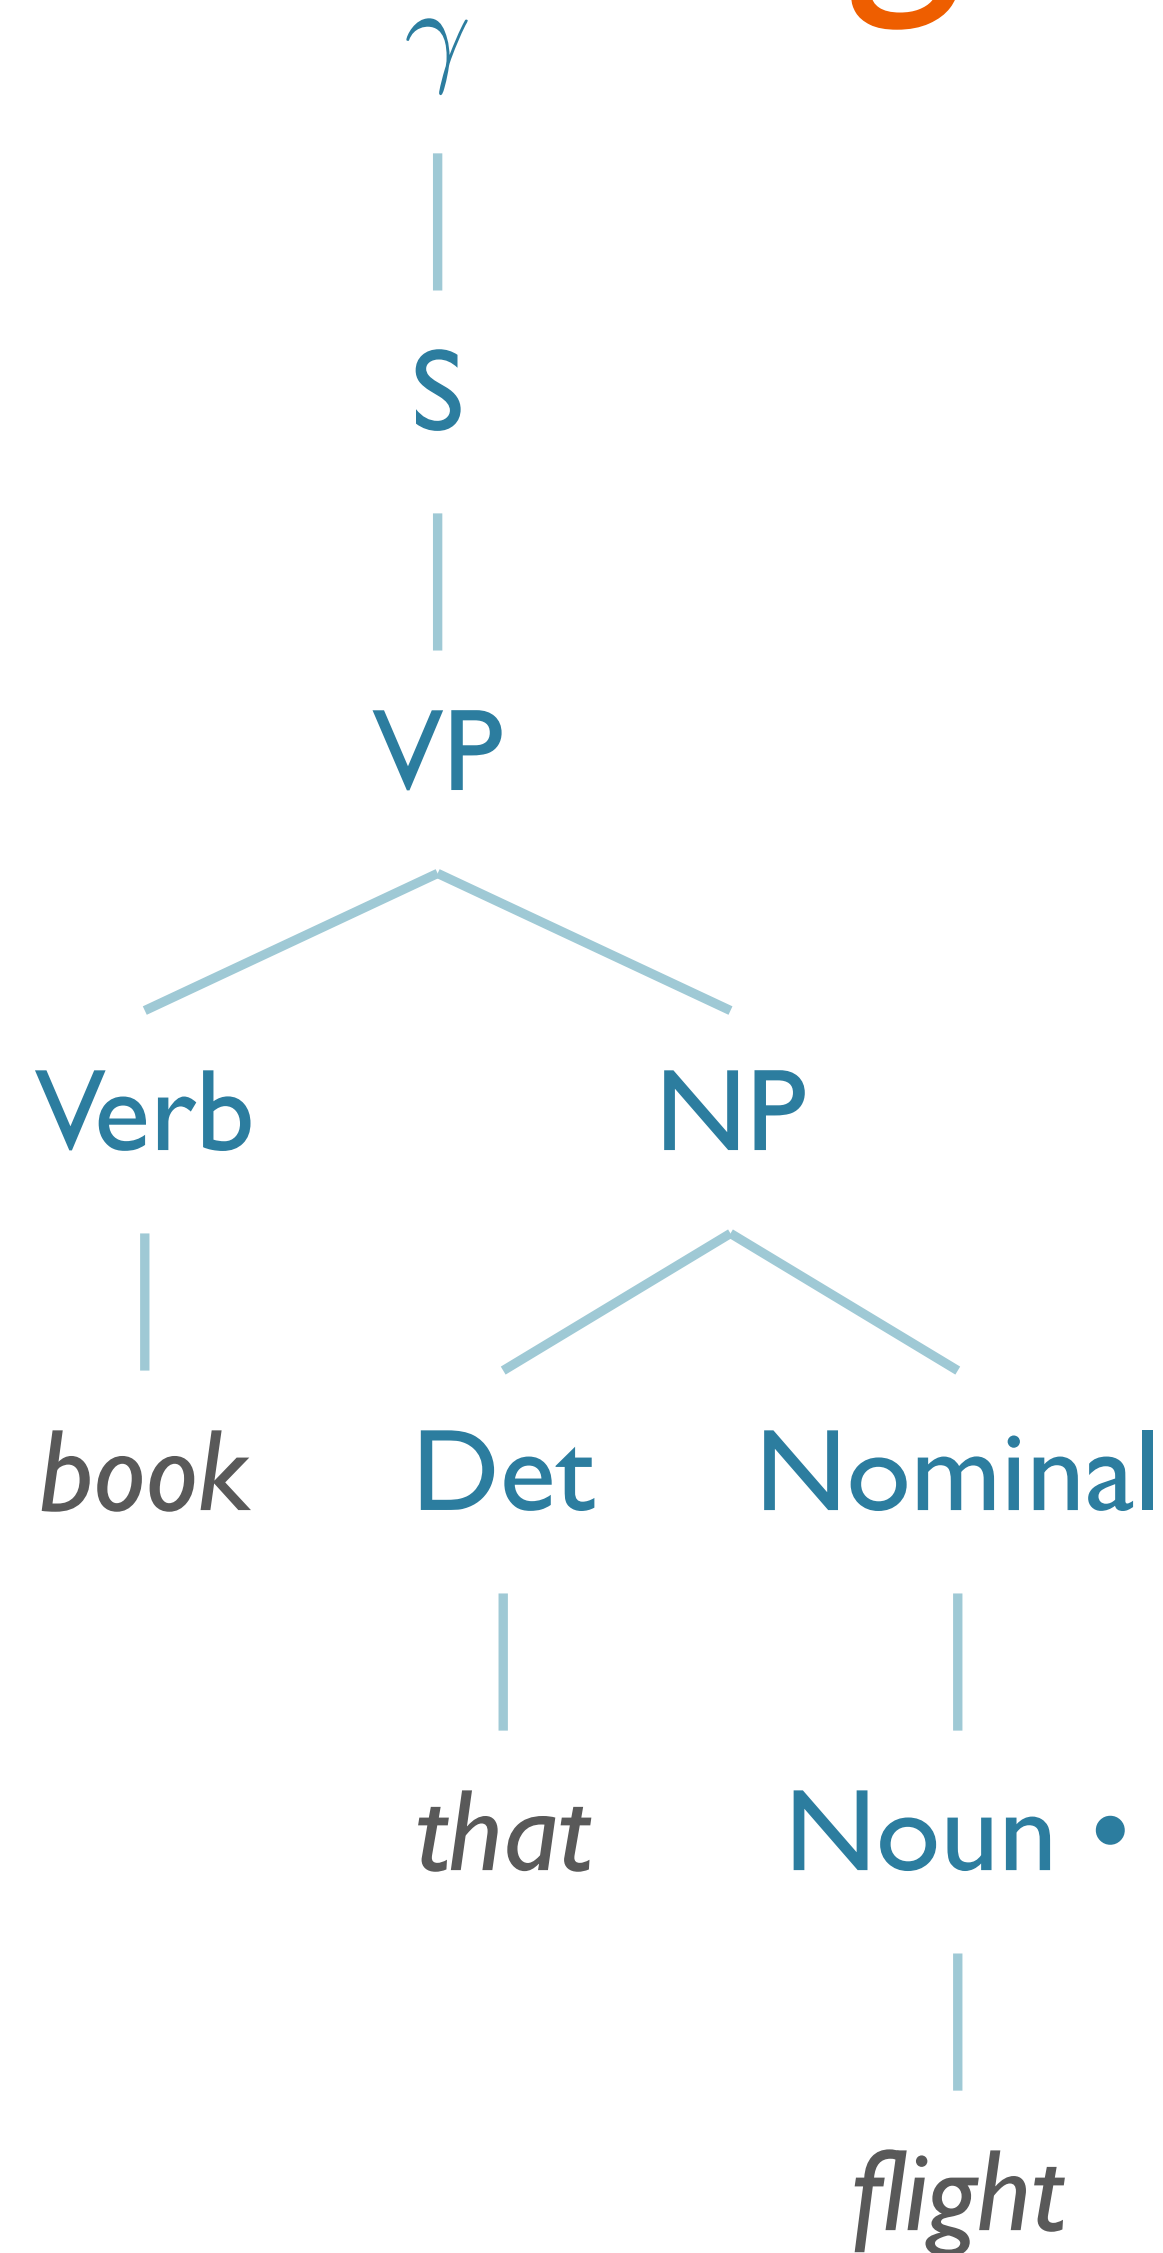 γ
S
VP
Verb NP
book Det Nominal
that Noun •
flight